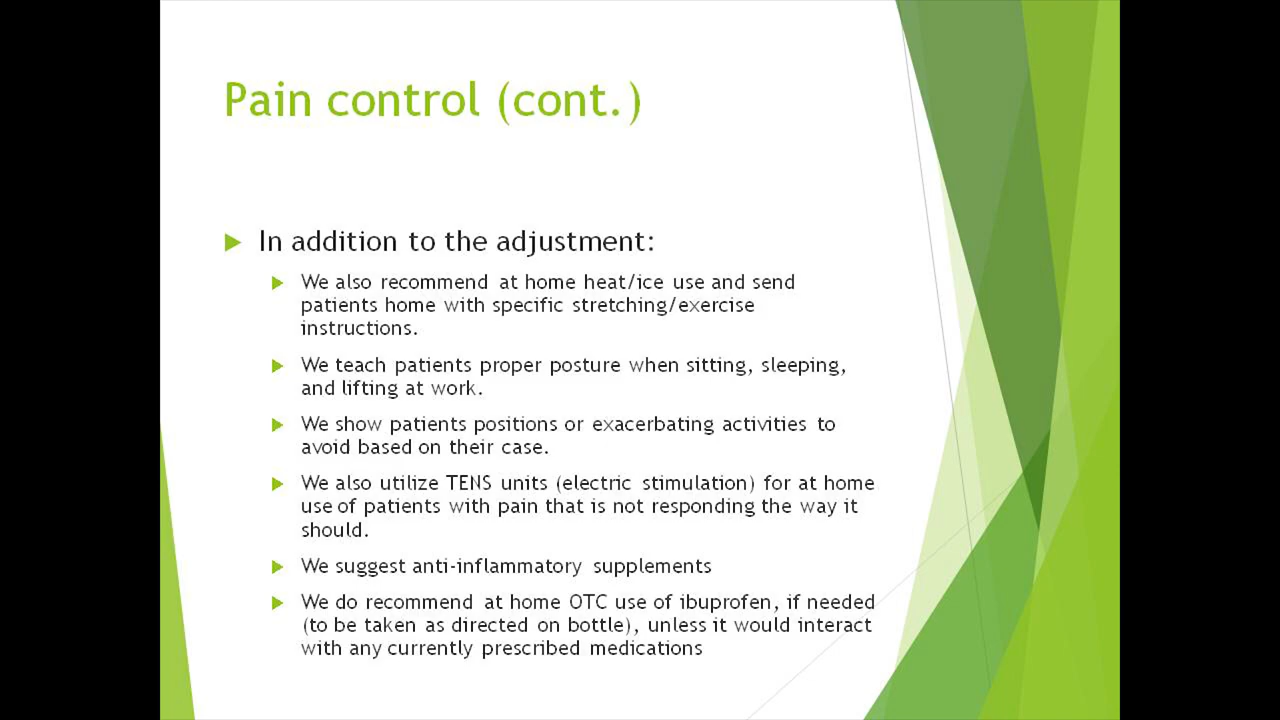 Pain control (cont.)
In addition to the adjustment:
We also recommend at home heat/ice use and send
patients home with specific stretching/exercise
instructions.
We teach patients proper posture when sitting, sleeping,
and lifting at work.
We show patients positions or exacerbating activities to
avoid based on their case.
We also utilize TENS units (electric stimulation) for at home
use of patients with pain that is not responding the way it
should.
We suggest anti-inflammatory supplements
We do recommend at home OTC use of ibuprofen, if needed
(to be taken as directed on bottle), unless it would interact
with any currently prescribed medications